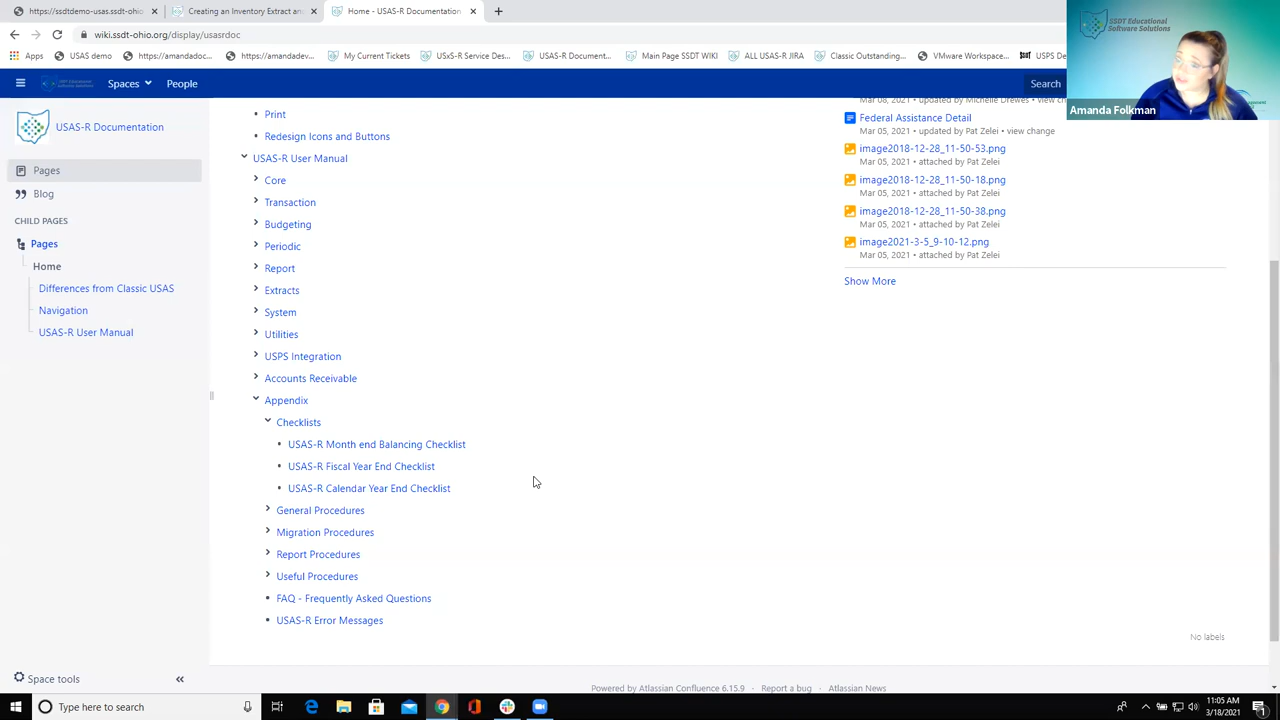 https://ssdtdemo-usas.ssdt-ohio
Creating an Inventory Extract an
Home - USAS-R Documentation
wiki.ssdt-ohio.org/display/usasrdoc
Apps
USAS demo
https://amandadoc...
https://amandadev...
My Current Tickets
USxS-R Service Des...
USAS-R Document...
Main Page SSDT WIKI
ALL USAS-R JIRA
Classic Outstanding...
VMware Workspace...
USPS De
SSDT Educational
Software Solutions
Amanda Folkman
Spaces
People
Search
USAS-R Documentation
Pages
Blog
CHILD PAGES
Pages
Home
Differences from Classic USAS
Navigation
USAS-R User Manual
Space tools
Print
Redesign Icons and Buttons
USAS-R User Manual
Core
Transaction
Budgeting
Periodic
Report
Extracts
System
Utilities
USPS Integration
Accounts Receivable
Appendix
Checklists
USAS-R Month end Balancing Checklist
USAS-R Fiscal Year End Checklist
USAS-R Calendar Year End Checklist
General Procedures
Migration Procedures
Report Procedures
Useful Procedures
FAQ - Frequently Asked Questions
USAS-R Error Messages
Mar 08, 2021 • updated by Michelle Drewes • view change
Federal Assistance Detail
Mar 05, 2021 • updated by Pat Zelei • view change
image2018-12-28_11-50-53.png
Mar 05, 2021 • attached by Pat Zelei
image2018-12-28_11-50-18.png
Mar 05, 2021 • attached by Pat Zelei
image2018-12-28_11-50-38.png
Mar 05, 2021 • attached by Pat Zelei
image2021-3-5_9-10-12.png
Mar 05, 2021 • attached by Pat Zelei
Show More
No labels
Powered by Atlassian Confluence 6.15.9 • Report a bug • Atlassian News
Type here to search
11:05 AM
3/18/2021
1